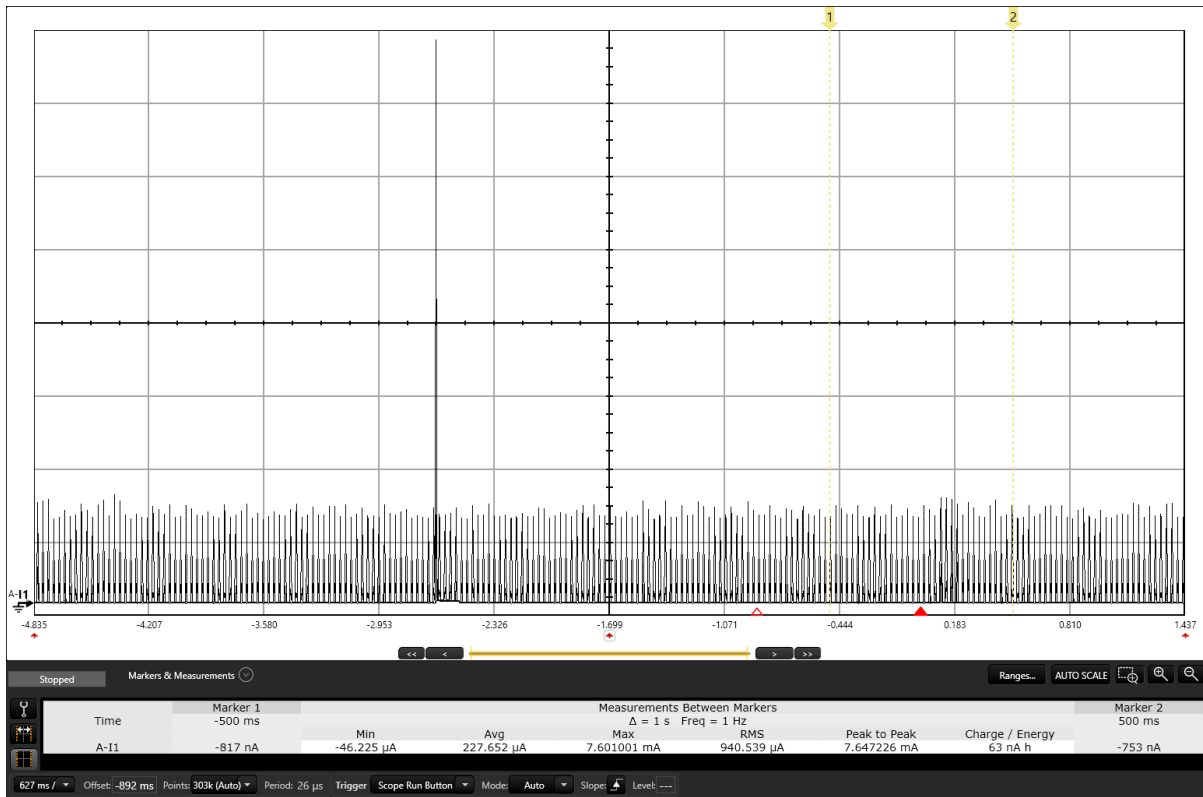 1 2
A-I1
-4.835 -4.207 -3.580 -2.953 -2.326 -1.699 -1.071 -0.444 0.183 0.810 1.437
<< < > >>
Stopped Markers & Measurements Ranges... AUTO SCALE
Marker 1 Measurements Between Markers Marker 2
Time -500 ms Δ = 1 s Freq = 1 Hz 500 ms
Min Avg Max RMS Peak to Peak Charge / Energy
A-I1 -817 nA -46.225 µA 227.652 µA 7.601001 mA 940.539 µA 7.647226 mA 63 nA h -753 nA
627 ms / Offset: -892 ms Points: 303k (Auto) Period: 26 µs Trigger Scope Run Button Mode: Auto Slope: Level: ---